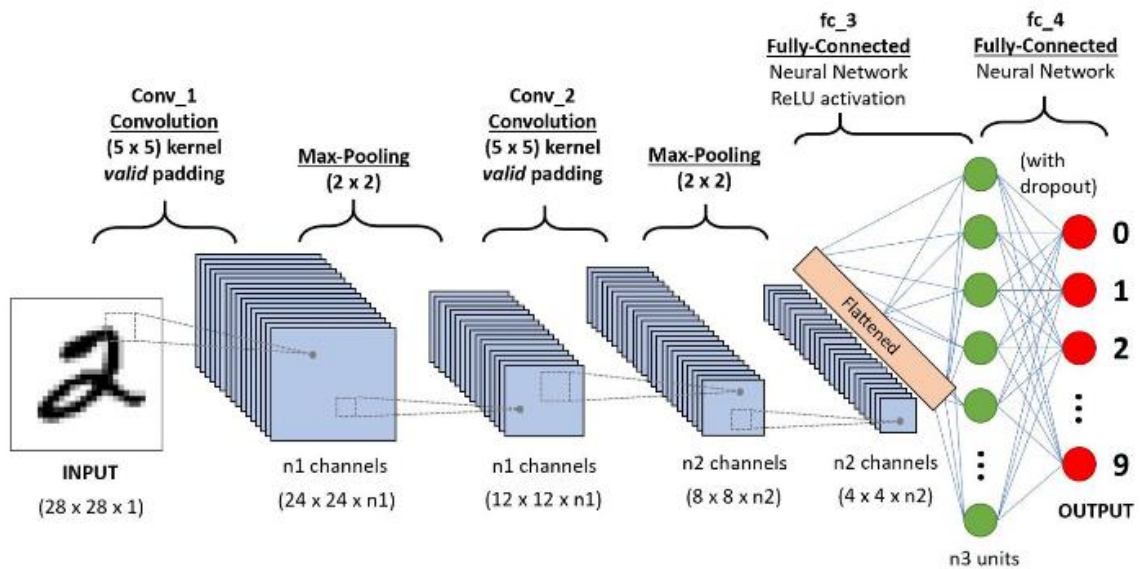 fc_3
Fully-Connected
Neural Network
ReLU activation
fc_4
Fully-Connected
Neural Network
Conv_1
Convolution
(5 x 5) kernel
valid padding
Max-Pooling
(2 x 2)
Conv_2
Convolution
(5 x 5) kernel
valid padding
Max-Pooling
(2 x 2)
(with
dropout)
Flattened
0
1
2
9
INPUT
(28 x 28 x 1)
n1 channels
(24 x 24 x n1)
n1 channels
(12 x 12 x n1)
n2 channels
(8 x 8 x n2)
n2 channels
(4 x 4 x n2)
n3 units
OUTPUT
2